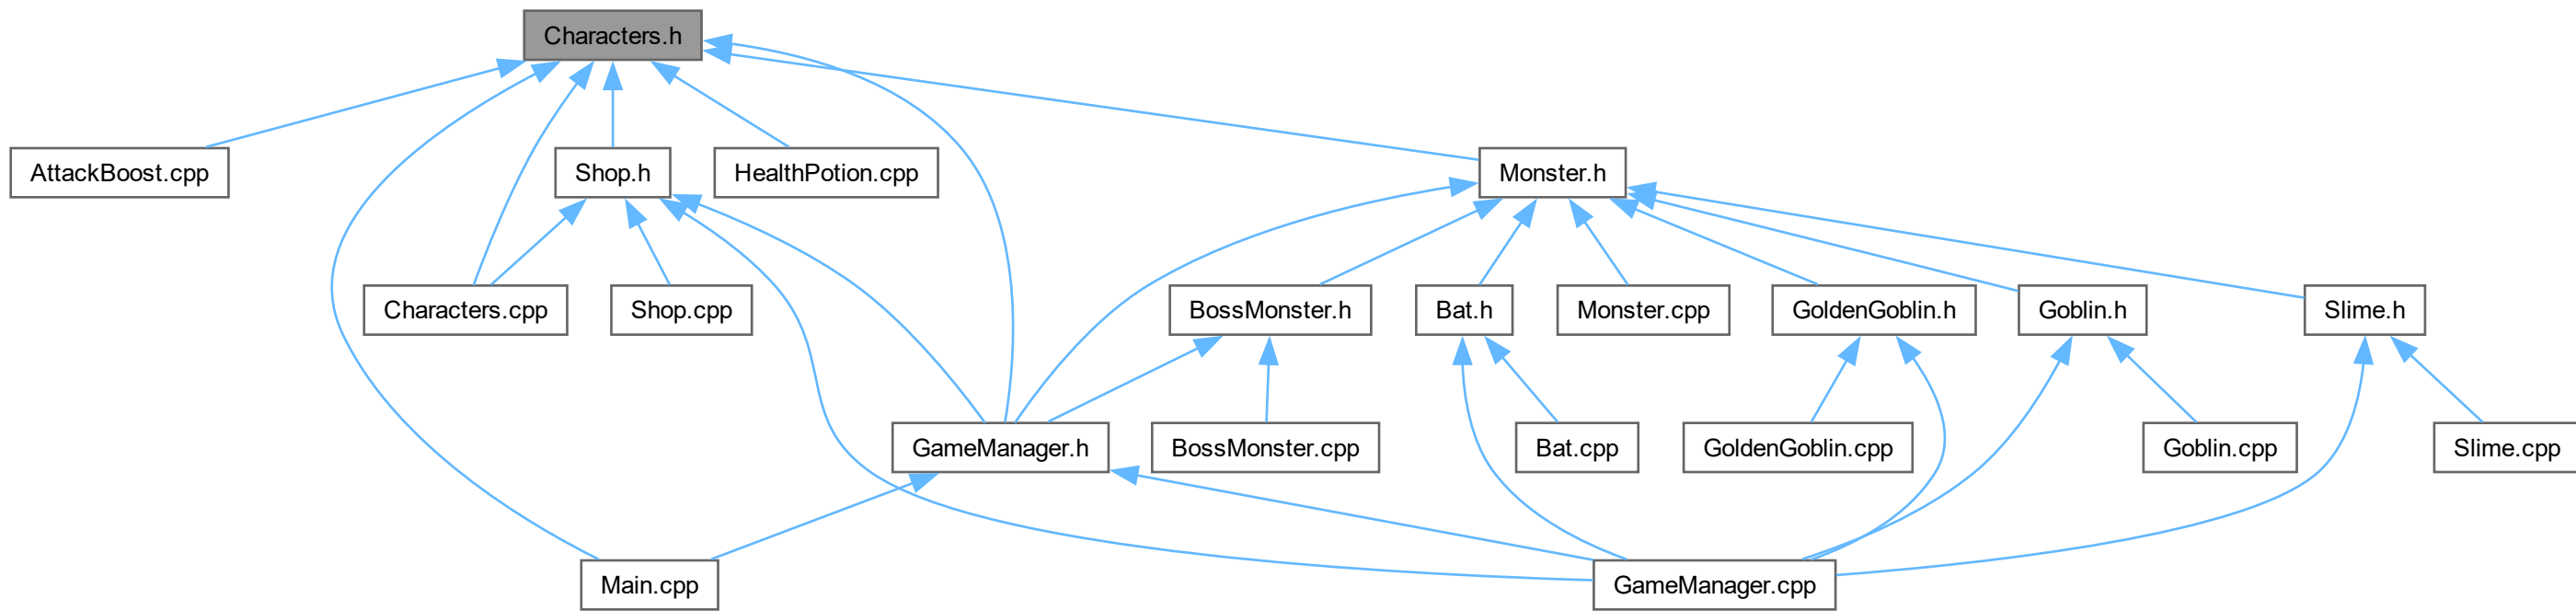 Characters.h
AttackBoost.cpp
Shop.h
HealthPotion.cpp
Monster.h
Characters.cpp
Shop.cpp
BossMonster.h
Bat.h
Monster.cpp
GoldenGoblin.h
Goblin.h
Slime.h
GameManager.h
BossMonster.cpp
Bat.cpp
GoldenGoblin.cpp
Goblin.cpp
Slime.cpp
Main.cpp
GameManager.cpp